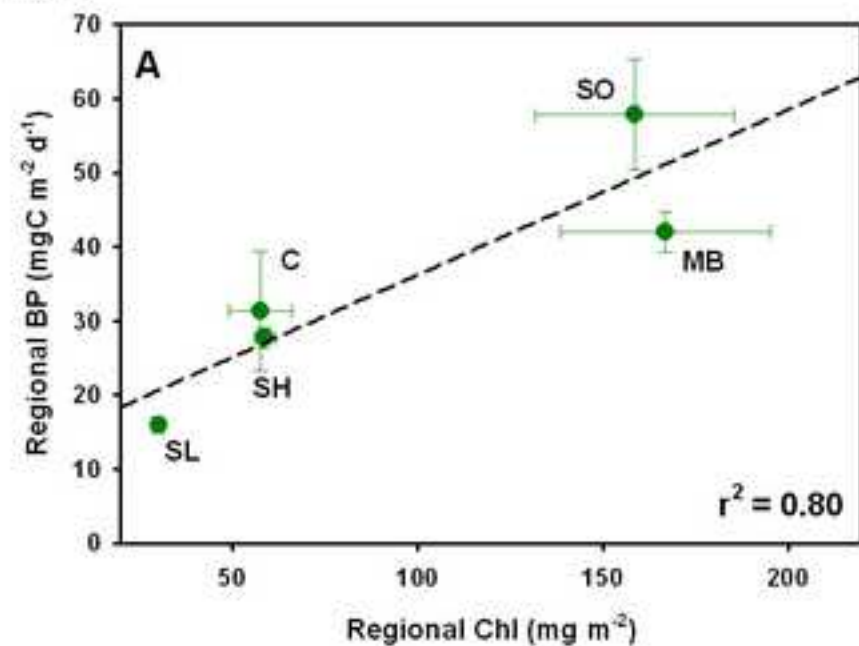 A
70
60
50
40
30
20
10
0
Regional BP (mgC m⁻² d⁻¹)
SO
MB
C
SH
SL
r² = 0.80
50 100 150 200
Regional Chl (mg m⁻²)